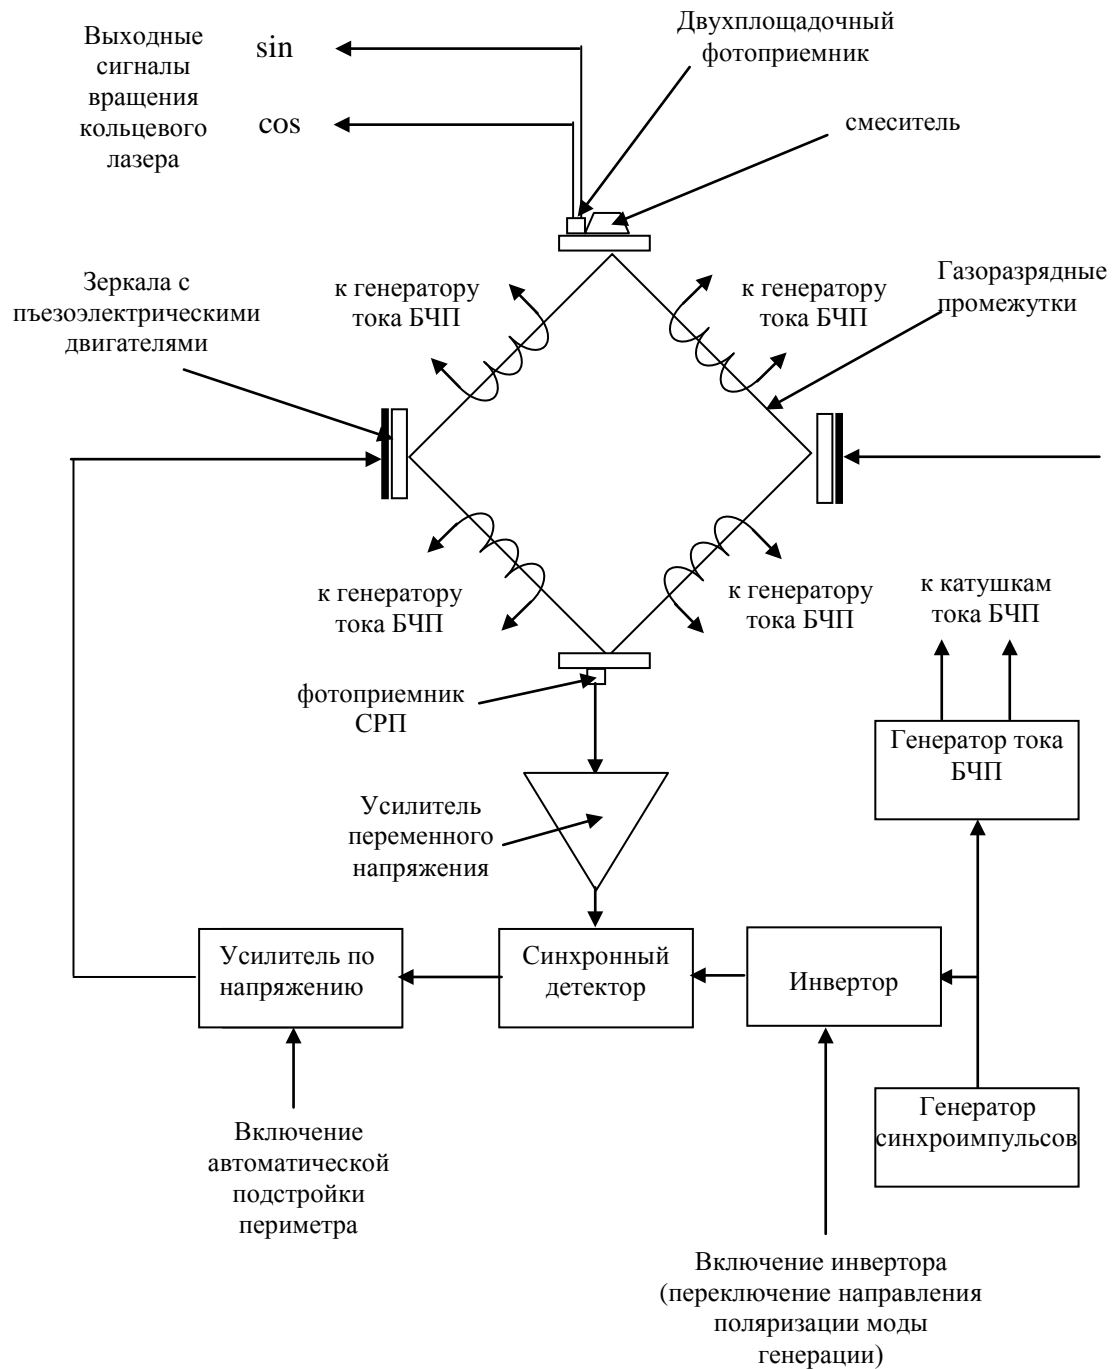 Выходные
сигналы
вращения
кольцевого
лазера
sin
cos
Двухплощадочный
фотоприемник
смеситель
Зеркала с
пъезоэлектрическими
двигателями
к генератору
тока БЧП
к генератору
тока БЧП
Газоразрядные
промежутки
к генератору
тока БЧП
к генератору
тока БЧП
к катушкам
тока БЧП
фотоприемник
СРП
Генератор тока
БЧП
Усилитель
переменного
напряжения
Усилитель по
напряжению
Синхронный
детектор
Инвертор
Генератор
синхроимпульсов
Включение
автоматической
подстройки
периметра
Включение инвертора
(переключение направления
поляризации моды
генерации)